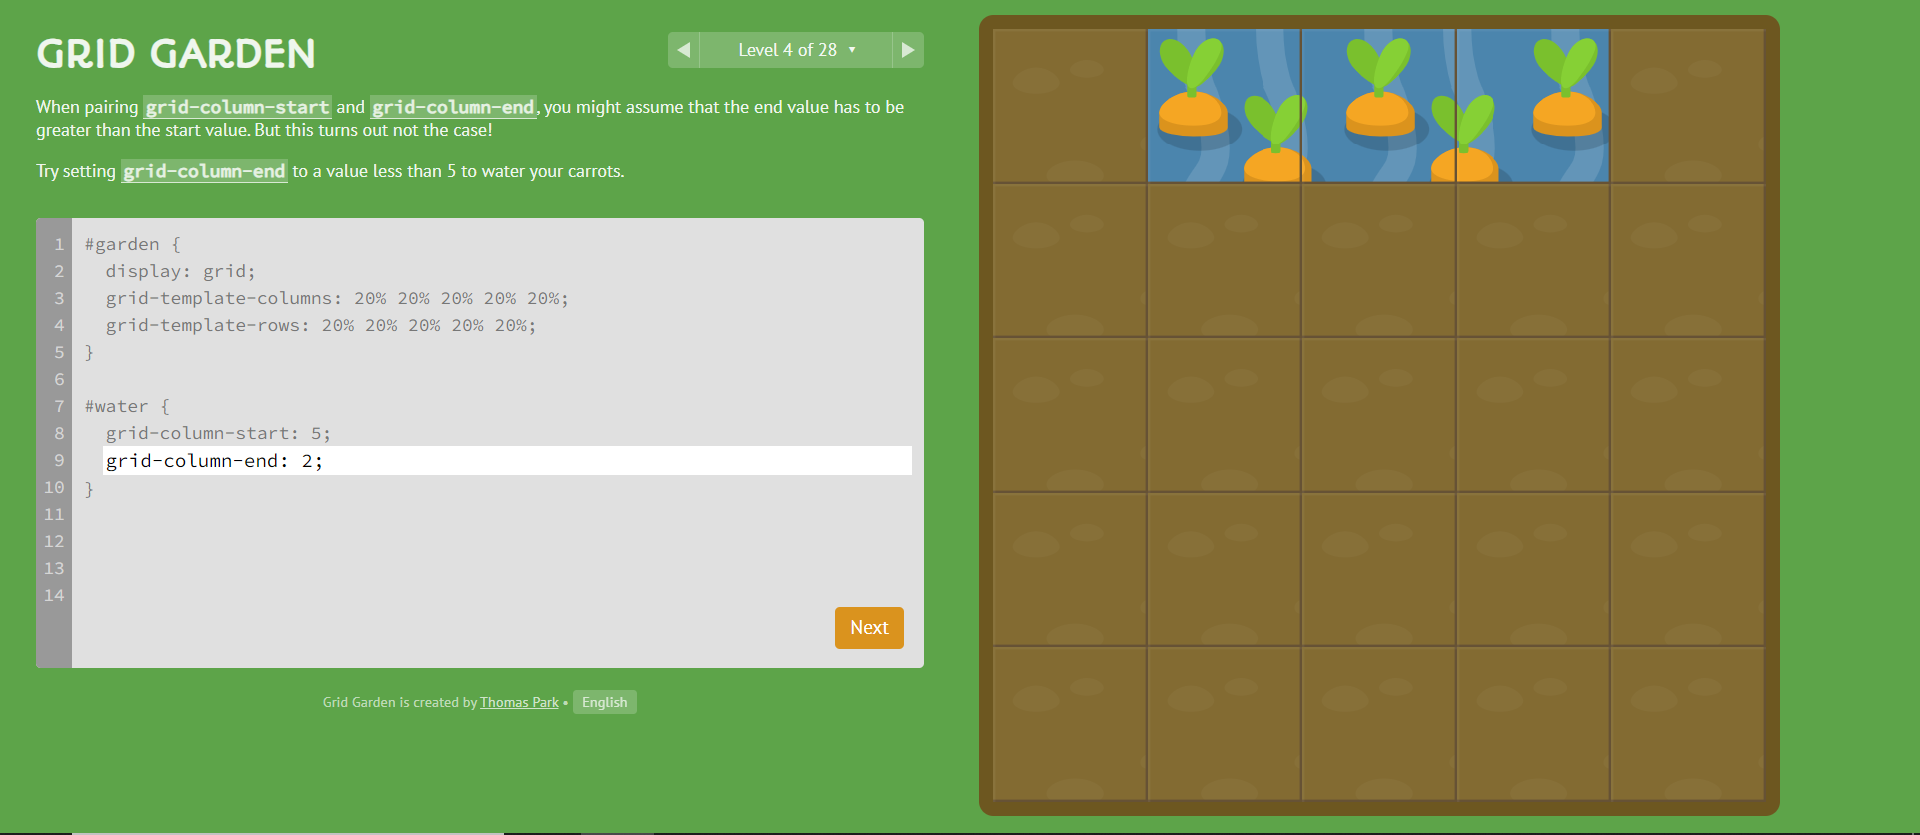 GRID GARDEN
◀ Level 4 of 28 ▼ ▶
When pairing grid-column-start and grid-column-end, you might assume that the end value has to be
greater than the start value. But this turns out not the case!
Try setting grid-column-end to a value less than 5 to water your carrots.
1 #garden {
2   display: grid;
3   grid-template-columns: 20% 20% 20% 20% 20%;
4   grid-template-rows: 20% 20% 20% 20% 20%;
5 }
6
7 #water {
8   grid-column-start: 5;
9   grid-column-end: 2;
10 }
11
12
13
14
Next
Grid Garden is created by Thomas Park • English